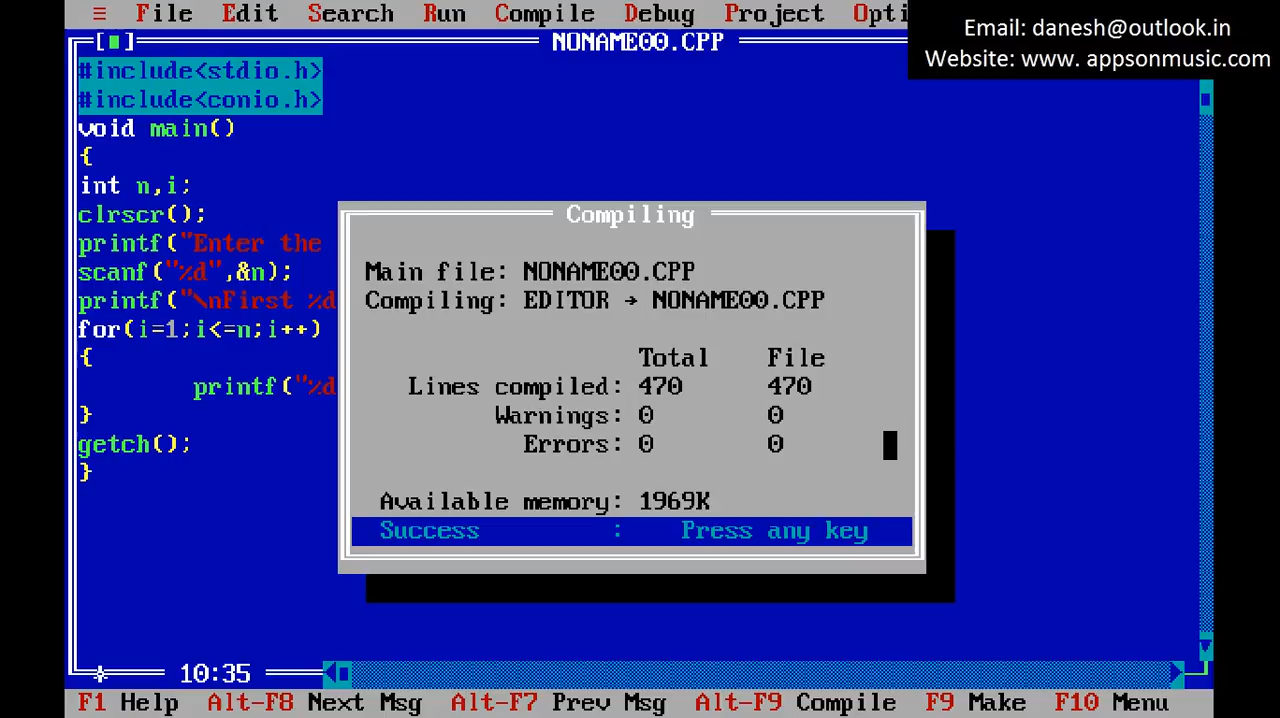 ≡ File Edit Search Run Compile Debug Project Opti
Email: danesh@outlook.in
Website: www. appsonmusic.com
[■] NONAME00.CPP
#include<stdio.h>
#include<conio.h>
void main()
{
int n,i;
clrscr();
printf("Enter the
scanf("%d",&n);
printf("\nFirst %d
for(i=1;i<=n;i++)
{
printf("%d
}
getch();
}
Compiling
Main file: NONAME00.CPP
Compiling: EDITOR → NONAME00.CPP
Total File
Lines compiled: 470 470
Warnings: 0 0
Errors: 0 0
Available memory: 1969K
Success : Press any key
10:35
F1 Help Alt-F8 Next Msg Alt-F7 Prev Msg Alt-F9 Compile F9 Make F10 Menu